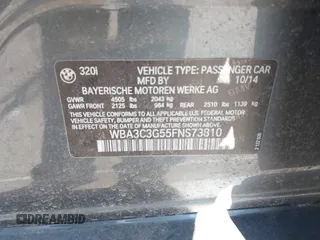 320i VEHICLE TYPE: PASSENGER CAR
MFD BY 10/14
BAYERISCHE MOTOREN WERKE AG
GVWR 4505 lbs 2043 kg
GAWR FRONT 2125 lbs 964 kg REAR 2510 lbs 1139 kg
THIS VEHICLE CONFORMS TO ALL APPLICABLE U.S. FEDERAL MOTOR
VEHICLE SAFETY, BUMPER, AND THEFT PREVENTION STANDARDS IN
EFFECT ON THE DATE OF MANUFACTURE SHOWN ABOVE.
WBA3C3G55FNS73810
IDREAMBID.COM